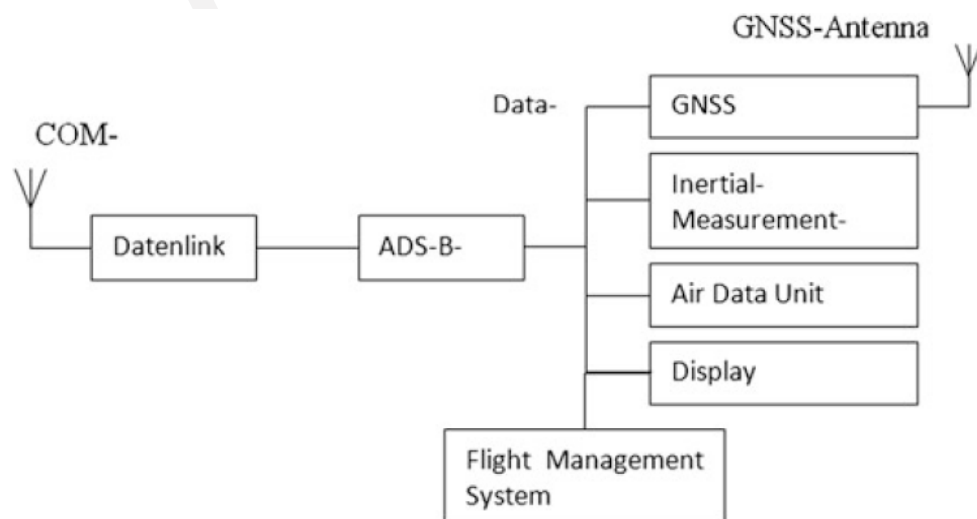 GNSS-Antenna
Data-
GNSS
COM-
Inertial-
Measurement-
Datenlink
ADS-B-
Air Data Unit
Display
Flight Management
System